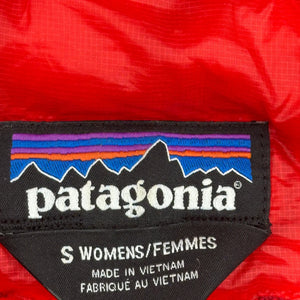 patagonia®
S WOMENS/FEMMES
MADE IN VIETNAM
FABRIQUÉ AU VIETNAM